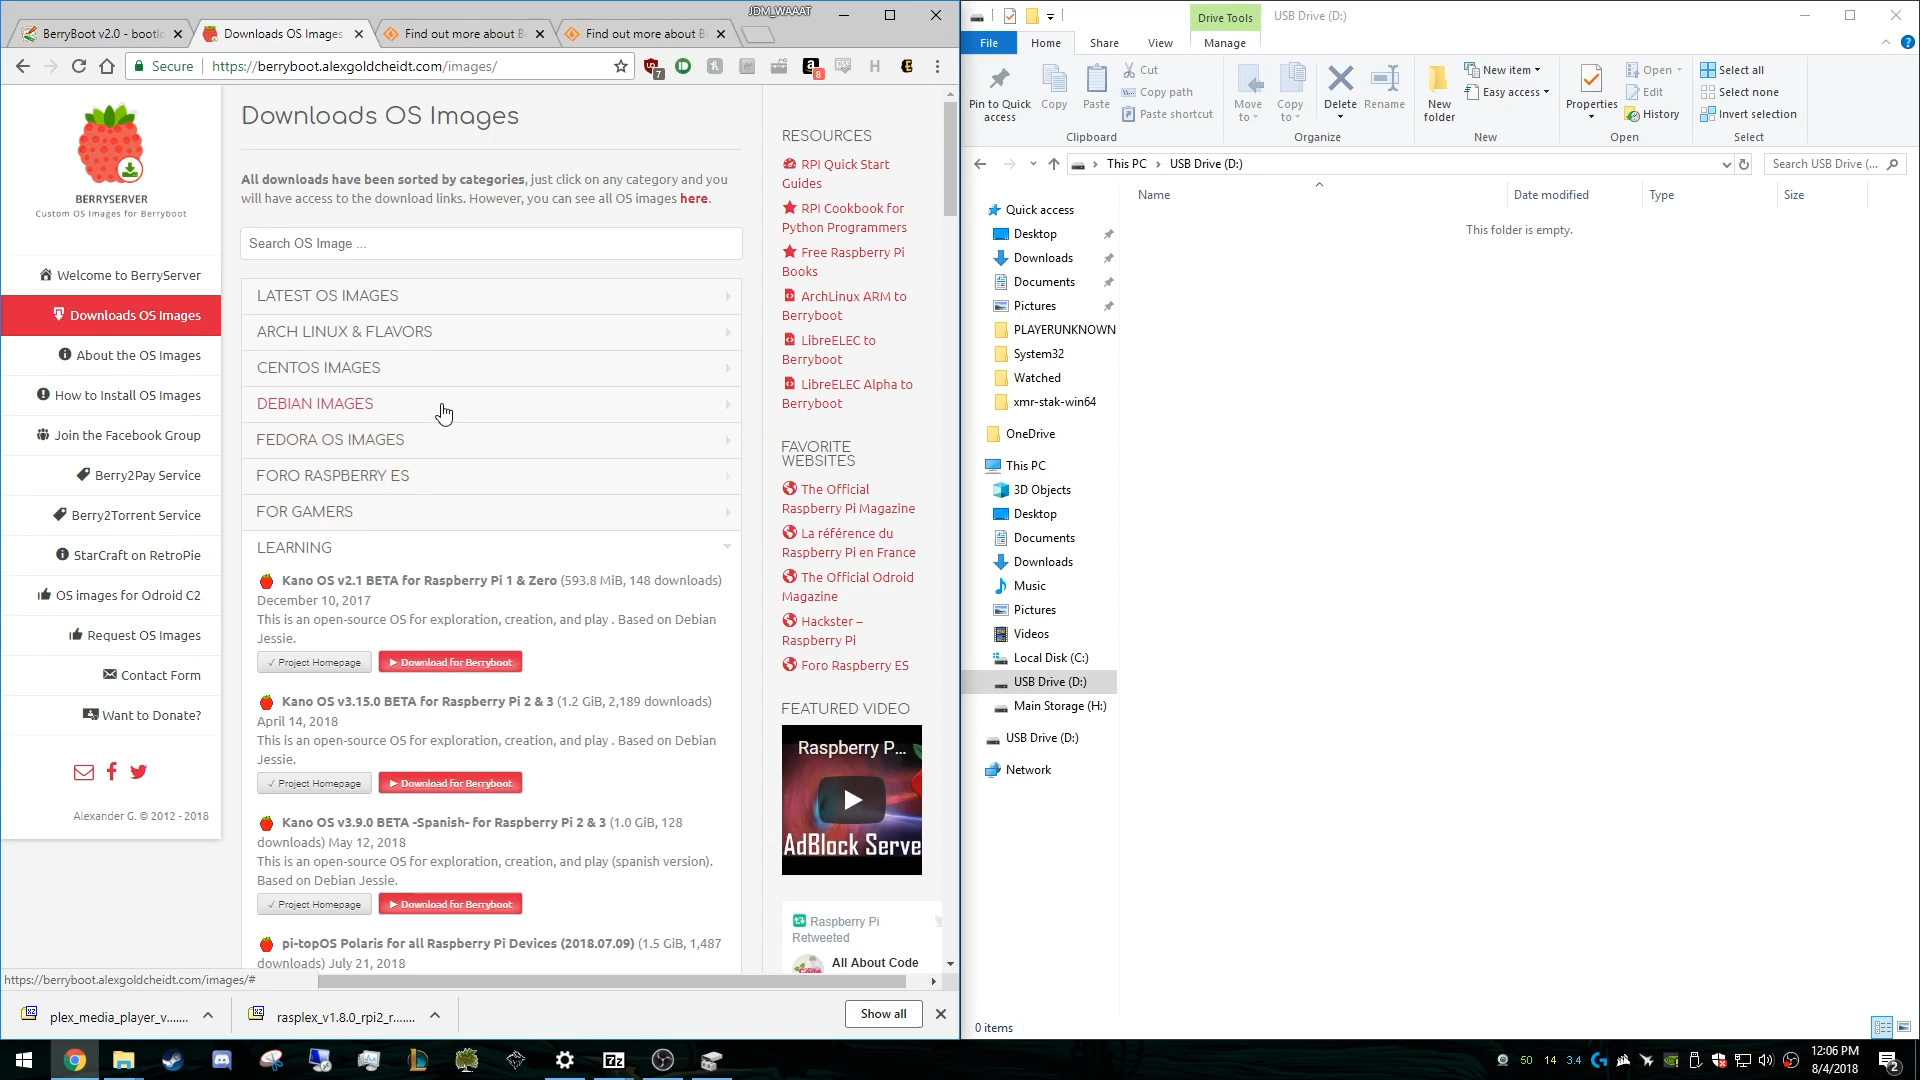 JDM_WAAAT
BerryBoot v2.0 - bootlo
Downloads OS Images
Find out more about B
Find out more about B
Secure
https://berryboot.alexgoldcheidt.com/images/
7
8
H
BERRYSERVER
Custom OS Images for Berryboot
Welcome to BerryServer
Downloads OS Images
About the OS Images
How to Install OS Images
Join the Facebook Group
Berry2Pay Service
Berry2Torrent Service
StarCraft on RetroPie
OS images for Odroid C2
Request OS Images
Contact Form
Want to Donate?
Alexander G. © 2012 - 2018
Downloads OS Images
All downloads have been sorted by categories, just click on any category and you
will have access to the download links. However, you can see all OS images here.
Search OS Image ...
LATEST OS IMAGES
ARCH LINUX & FLAVORS
CENTOS IMAGES
DEBIAN IMAGES
FEDORA OS IMAGES
FORO RASPBERRY ES
FOR GAMERS
LEARNING
Kano OS v2.1 BETA for Raspberry Pi 1 & Zero (593.8 MiB, 148 downloads)
December 10, 2017
This is an open-source OS for exploration, creation, and play . Based on Debian
Jessie.
✓ Project Homepage
Download for Berryboot
Kano OS v3.15.0 BETA for Raspberry Pi 2 & 3 (1.2 GiB, 2,189 downloads)
April 14, 2018
This is an open-source OS for exploration, creation, and play . Based on Debian
Jessie.
✓ Project Homepage
Download for Berryboot
Kano OS v3.9.0 BETA -Spanish- for Raspberry Pi 2 & 3 (1.0 GiB, 128
downloads) May 12, 2018
This is an open-source OS for exploration, creation, and play (spanish version).
Based on Debian Jessie.
✓ Project Homepage
Download for Berryboot
pi-topOS Polaris for all Raspberry Pi Devices (2018.07.09) (1.5 GiB, 1,487
downloads) July 21, 2018
RESOURCES
RPI Quick Start
Guides
RPI Cookbook for
Python Programmers
Free Raspberry Pi
Books
ArchLinux ARM to
Berryboot
LibreELEC to
Berryboot
LibreELEC Alpha to
Berryboot
FAVORITE
WEBSITES
The Official
Raspberry Pi Magazine
La référence du
Raspberry Pi en France
The Official Odroid
Magazine
Hackster –
Raspberry Pi
Foro Raspberry ES
FEATURED VIDEO
Raspberry P...
AdBlock Serve
Raspberry Pi
Retweeted
All About Code
https://berryboot.alexgoldcheidt.com/images/#
plex_media_player_v......
rasplex_v1.8.0_rpi2_r......
Show all
Drive Tools
USB Drive (D:)
File
Home
Share
View
Manage
Pin to Quick
access
Copy
Paste
Cut
Copy path
Paste shortcut
Clipboard
Move
to
Copy
to
Delete
Rename
Organize
New
folder
New item
Easy access
New
Properties
Open
Edit
History
Open
Select all
Select none
Invert selection
Select
This PC
USB Drive (D:)
Search USB Drive (...
Name
Date modified
Type
Size
This folder is empty.
Quick access
Desktop
Downloads
Documents
Pictures
PLAYERUNKNOWN
System32
Watched
xmr-stak-win64
OneDrive
This PC
3D Objects
Desktop
Documents
Downloads
Music
Pictures
Videos
Local Disk (C:)
USB Drive (D:)
Main Storage (H:)
USB Drive (D:)
Network
0 items
7z
50
14
3.4
12:06 PM
8/4/2018
2